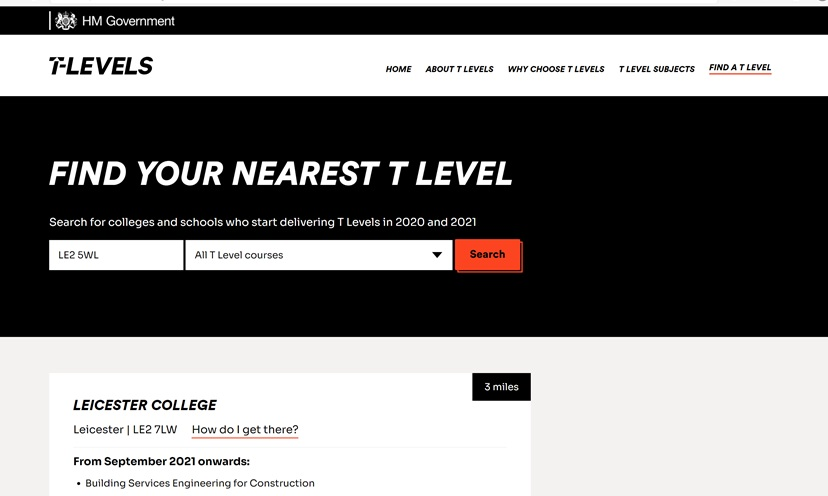 HM Government
T-LEVELS
HOME ABOUT T LEVELS WHY CHOOSE T LEVELS T LEVEL SUBJECTS FIND A T LEVEL
FIND YOUR NEAREST T LEVEL
Search for colleges and schools who start delivering T Levels in 2020 and 2021
LE2 5WL All T Level courses Search
3 miles
LEICESTER COLLEGE
Leicester | LE2 7LW How do I get there?
From September 2021 onwards:
• Building Services Engineering for Construction